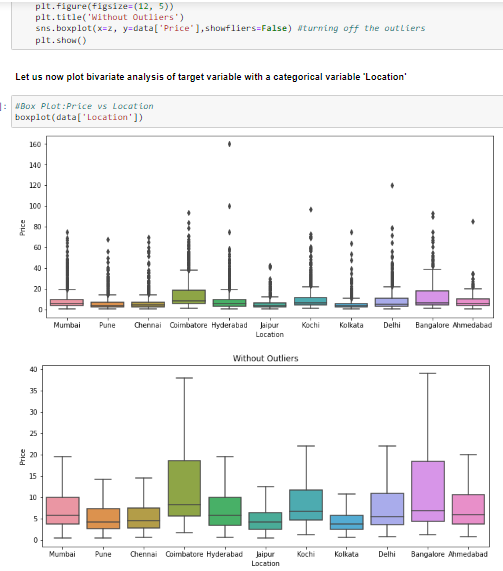 plt.figure(figsize=(12, 5))
plt.title('Without Outliers')
sns.boxplot(x=z, y=data['Price'],showfliers=False) #turning off the outliers
plt.show()
Let us now plot bivariate analysis of target variable with a categorical variable 'Location'
]: #Box Plot:Price vs Location
boxplot(data['Location'])
160
140
120
100
80
60
40
20
0
Price
Mumbai Pune Chennai Coimbatore Hyderabad Jaipur Kochi Kolkata Delhi Bangalore Ahmedabad
Location
Without Outliers
40
35
30
25
20
15
10
5
0
Price
Mumbai Pune Chennai Coimbatore Hyderabad Jaipur Kochi Kolkata Delhi Bangalore Ahmedabad
Location